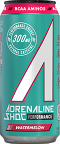 BCAA AMINOS
300
ADRENALINE
SHOC
PERFORMANCE
WATERMELON